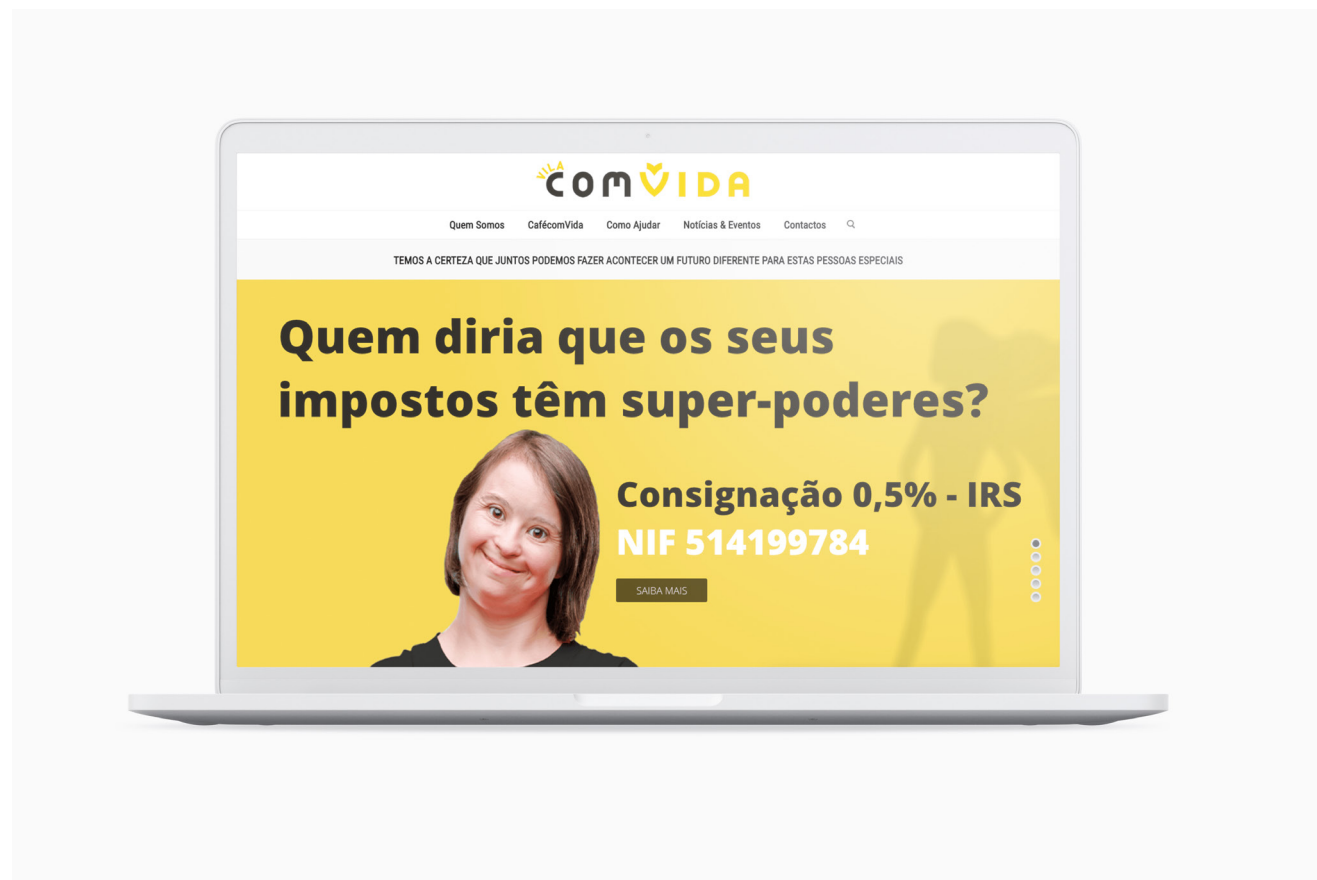 VILA
COMVIDA
Quem Somos CafécomVida Como Ajudar Notícias & Eventos Contactos
TEMOS A CERTEZA QUE JUNTOS PODEMOS FAZER ACONTECER UM FUTURO DIFERENTE PARA ESTAS PESSOAS ESPECIAIS
Quem diria que os seus
impostos têm super-poderes?
Consignação 0,5% - IRS
NIF 514199784
SAIBA MAIS